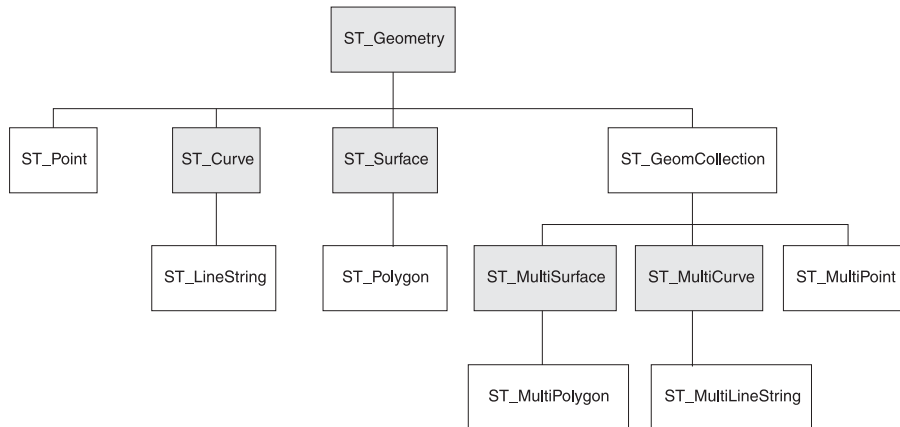 ST_Geometry
ST_Point
ST_Curve
ST_Surface
ST_GeomCollection
ST_LineString
ST_Polygon
ST_MultiSurface
ST_MultiCurve
ST_MultiPoint
ST_MultiPolygon
ST_MultiLineString